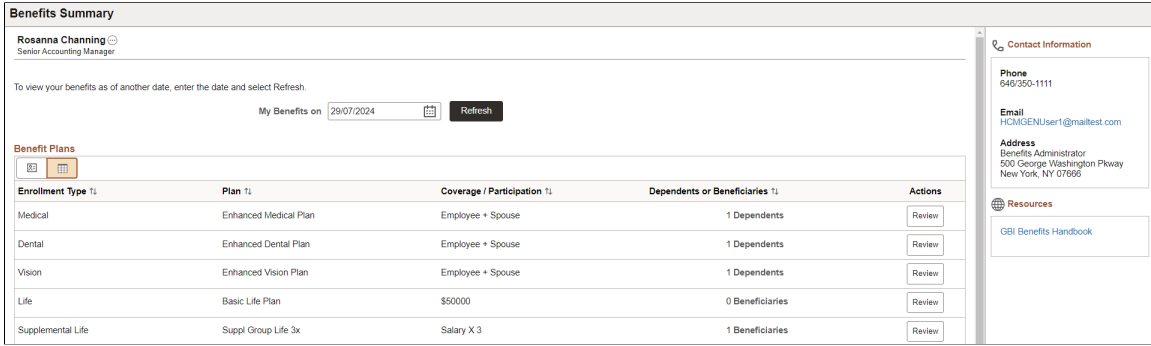 Benefits Summary
Rosanna Channing
Senior Accounting Manager
To view your benefits as of another date, enter the date and select Refresh.
My Benefits on 29/07/2024 Refresh
Benefit Plans
Enrollment Type Plan Coverage / Participation Dependents or Beneficiaries Actions
Medical Enhanced Medical Plan Employee + Spouse 1 Dependents Review
Dental Enhanced Dental Plan Employee + Spouse 1 Dependents Review
Vision Enhanced Vision Plan Employee + Spouse 1 Dependents Review
Life Basic Life Plan $50000 0 Beneficiaries Review
Supplemental Life Suppl Group Life 3x Salary X 3 1 Beneficiaries Review
Contact Information
Phone
646/350-1111
Email
HCMGENUser1@mailtest.com
Address
Benefits Administrator
500 George Washington Pkway
New York, NY 07666
Resources
GBI Benefits Handbook